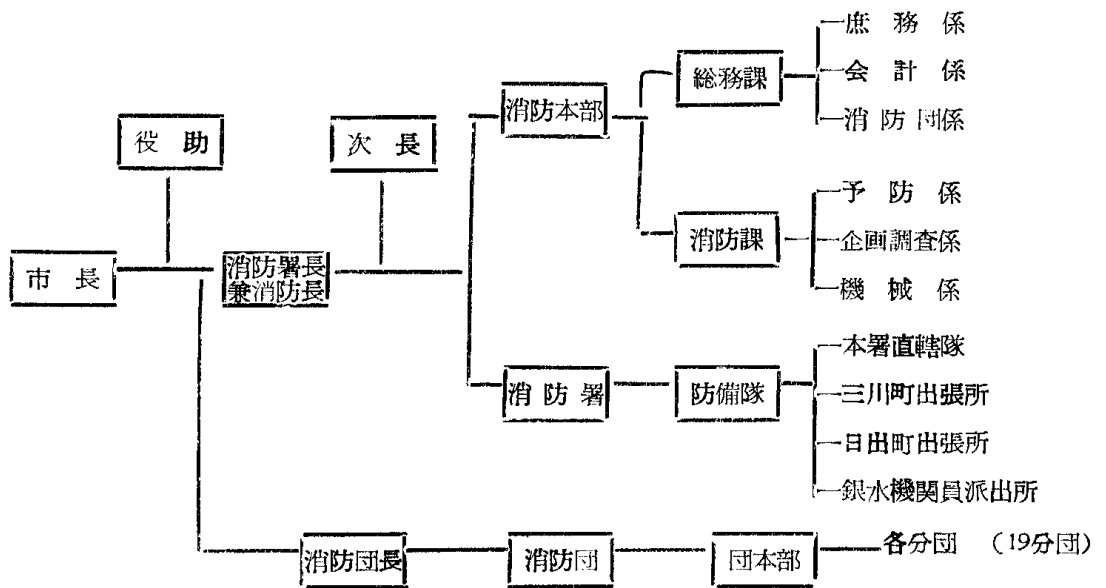 庶務係
総務課
会計係
消防本部
消防団係
役助
次長
予防係
消防課
企画調査係
市長
消防署長
兼消防長
機械係
本署直轄隊
消防署
防備隊
三川町出張所
日出町出張所
銀水機関員派出所
消防団長
消防団
団本部
各分団 (19分団)